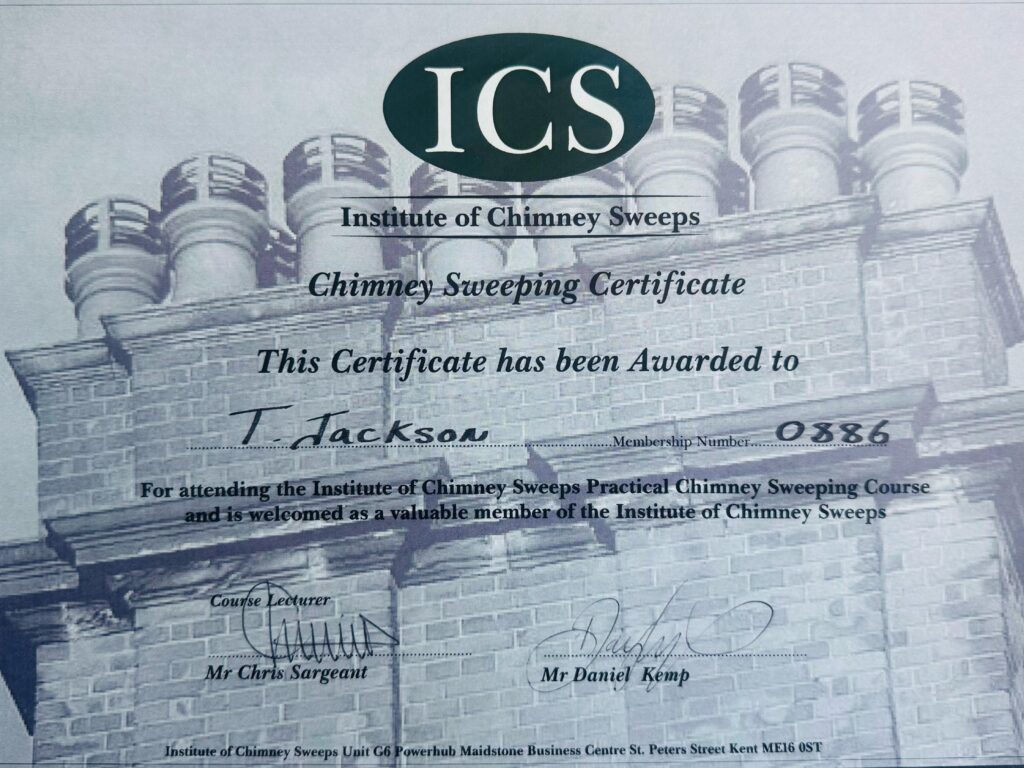 ICS
Institute of Chimney Sweeps
Chimney Sweeping Certificate
This Certificate has been Awarded to
T. Jackson Membership Number 0886
For attending the Institute of Chimney Sweeps Practical Chimney Sweeping Course
and is welcomed as a valuable member of the Institute of Chimney Sweeps
Course Lecturer
Mr Chris Sargeant Mr Daniel Kemp
Institute of Chimney Sweeps Unit G6 Powerhub Maidstone Business Centre St. Peters Street Kent ME16 0ST